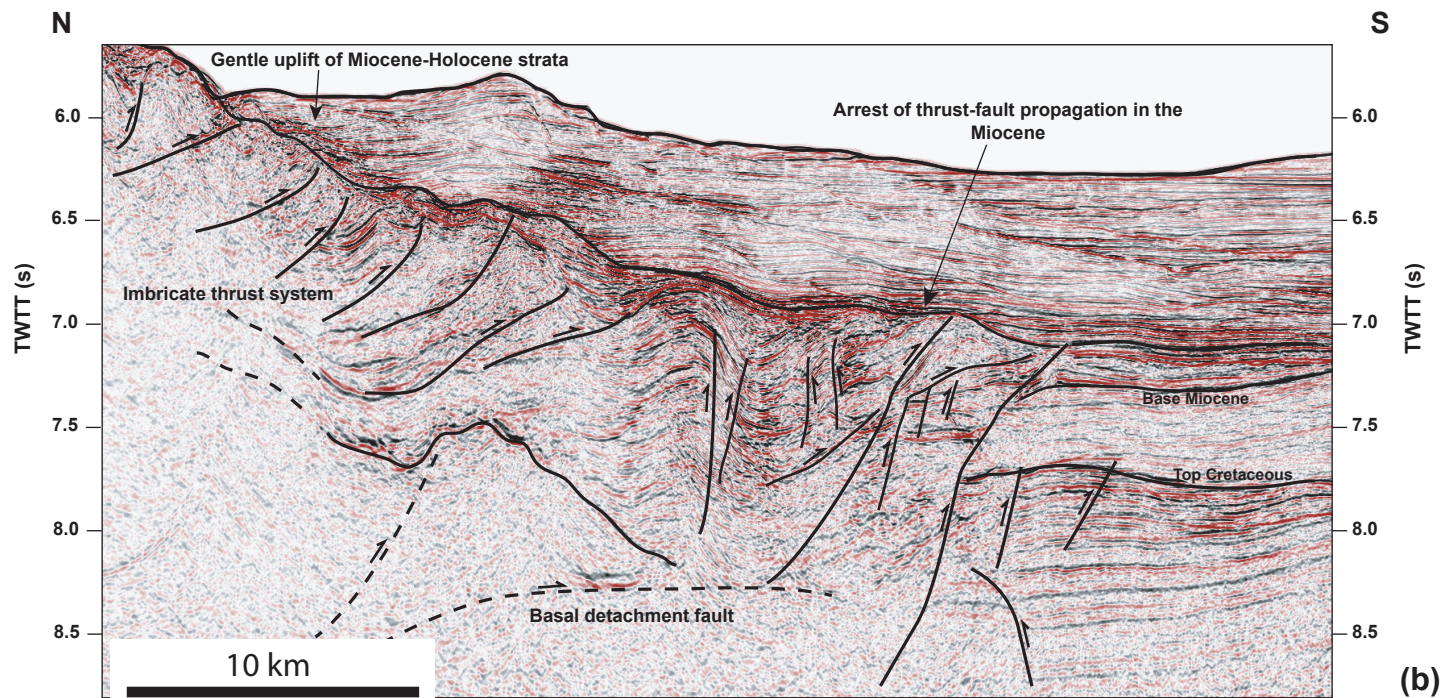 N
S
Gentle uplift of Miocene-Holocene strata
Arrest of thrust-fault propagation in the
Miocene
6.0
6.0
6.5
6.5
TWTT (s)
TWTT (s)
Imbricate thrust system
7.0
7.0
Base Miocene
7.5
7.5
Top Cretaceous
8.0
8.0
Basal detachment fault
8.5
8.5
10 km
(b)